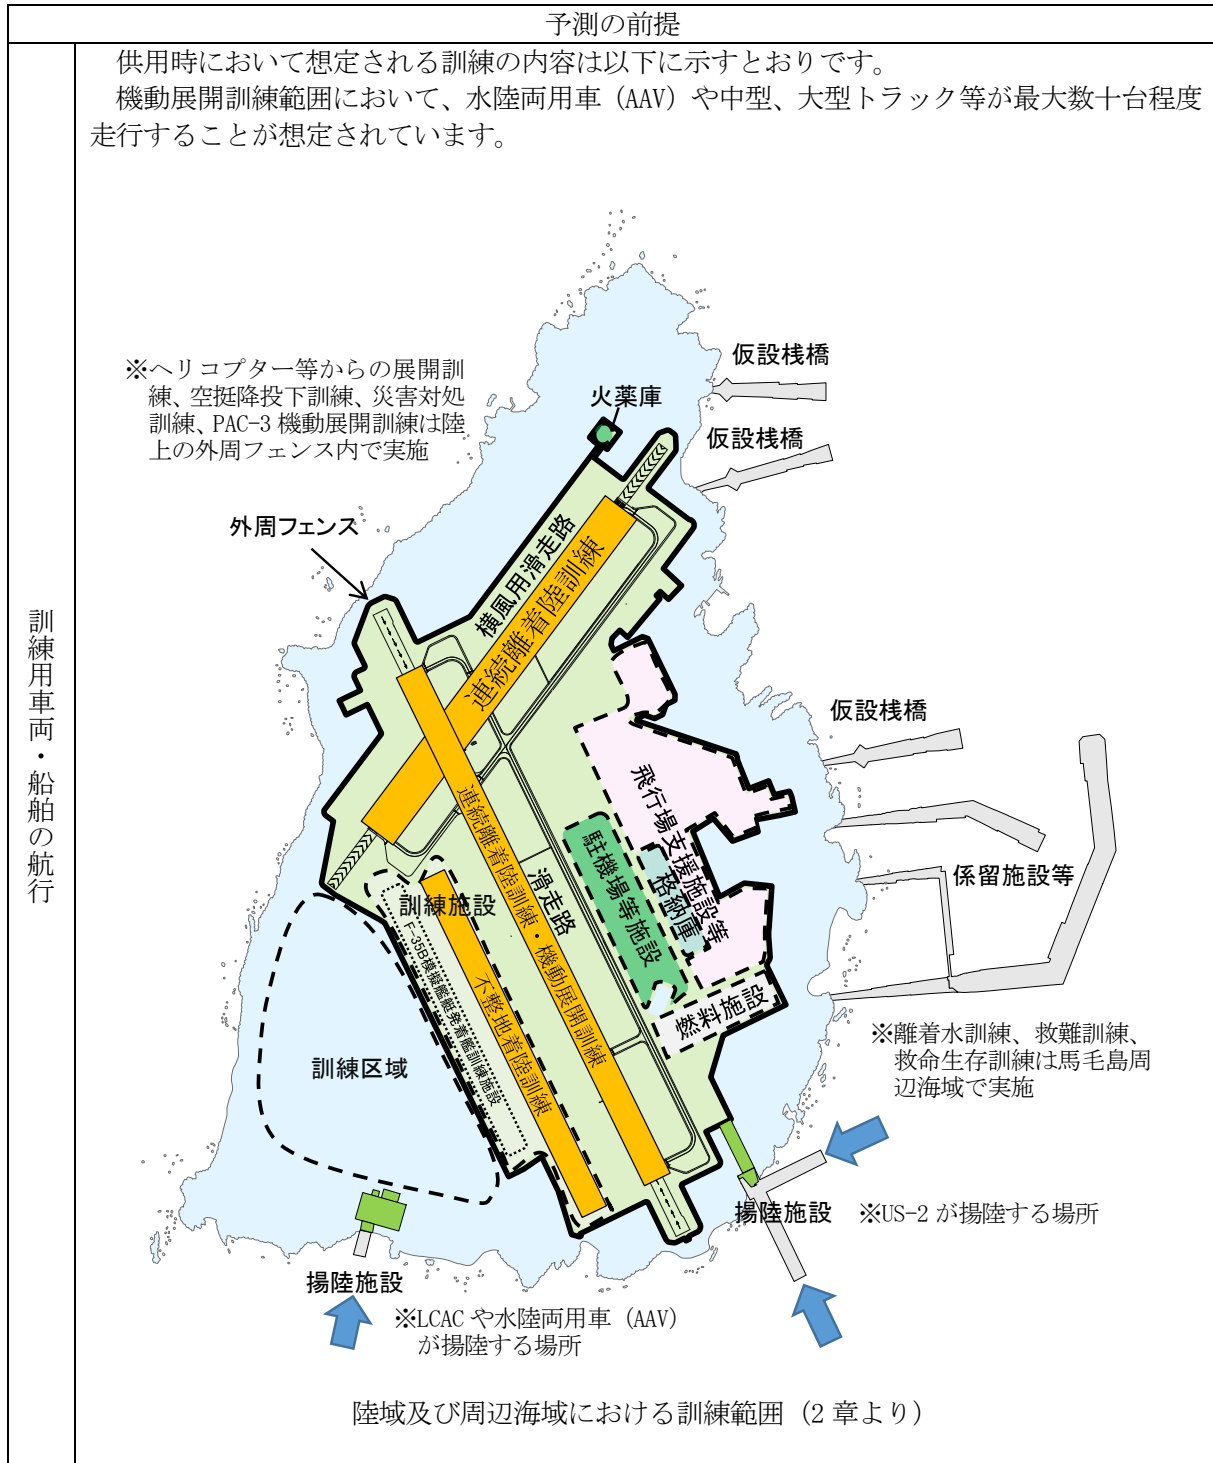 予測の前提
訓練用車両・船舶の航行
供用時において想定される訓練の内容は以下に示すとおりです。
機動展開訓練範囲において、水陸両用車（AAV）や中型、大型トラック等が最大数十台程度
走行することが想定されています。
※ヘリコプター等からの展開訓
練、空挺降投下訓練、災害対処
訓練、PAC-3 機動展開訓練は陸
上の外周フェンス内で実施
火薬庫
仮設桟橋
仮設桟橋
外周フェンス
横風用滑走路
連続離着陸訓練
仮設桟橋
飛行場支援施設等
連続離着陸訓練・機動展開訓練
滑走路
駐機場等施設
格納庫
係留施設等
訓練施設
F-35B模擬艦艇発着艦訓練施設
不整地着陸訓練
燃料施設
訓練区域
※離着水訓練、救難訓練、
救命生存訓練は馬毛島周
辺海域で実施
揚陸施設
※US-2 が揚陸する場所
揚陸施設
※LCAC や水陸両用車（AAV）
が揚陸する場所
陸域及び周辺海域における訓練範囲（2 章より）